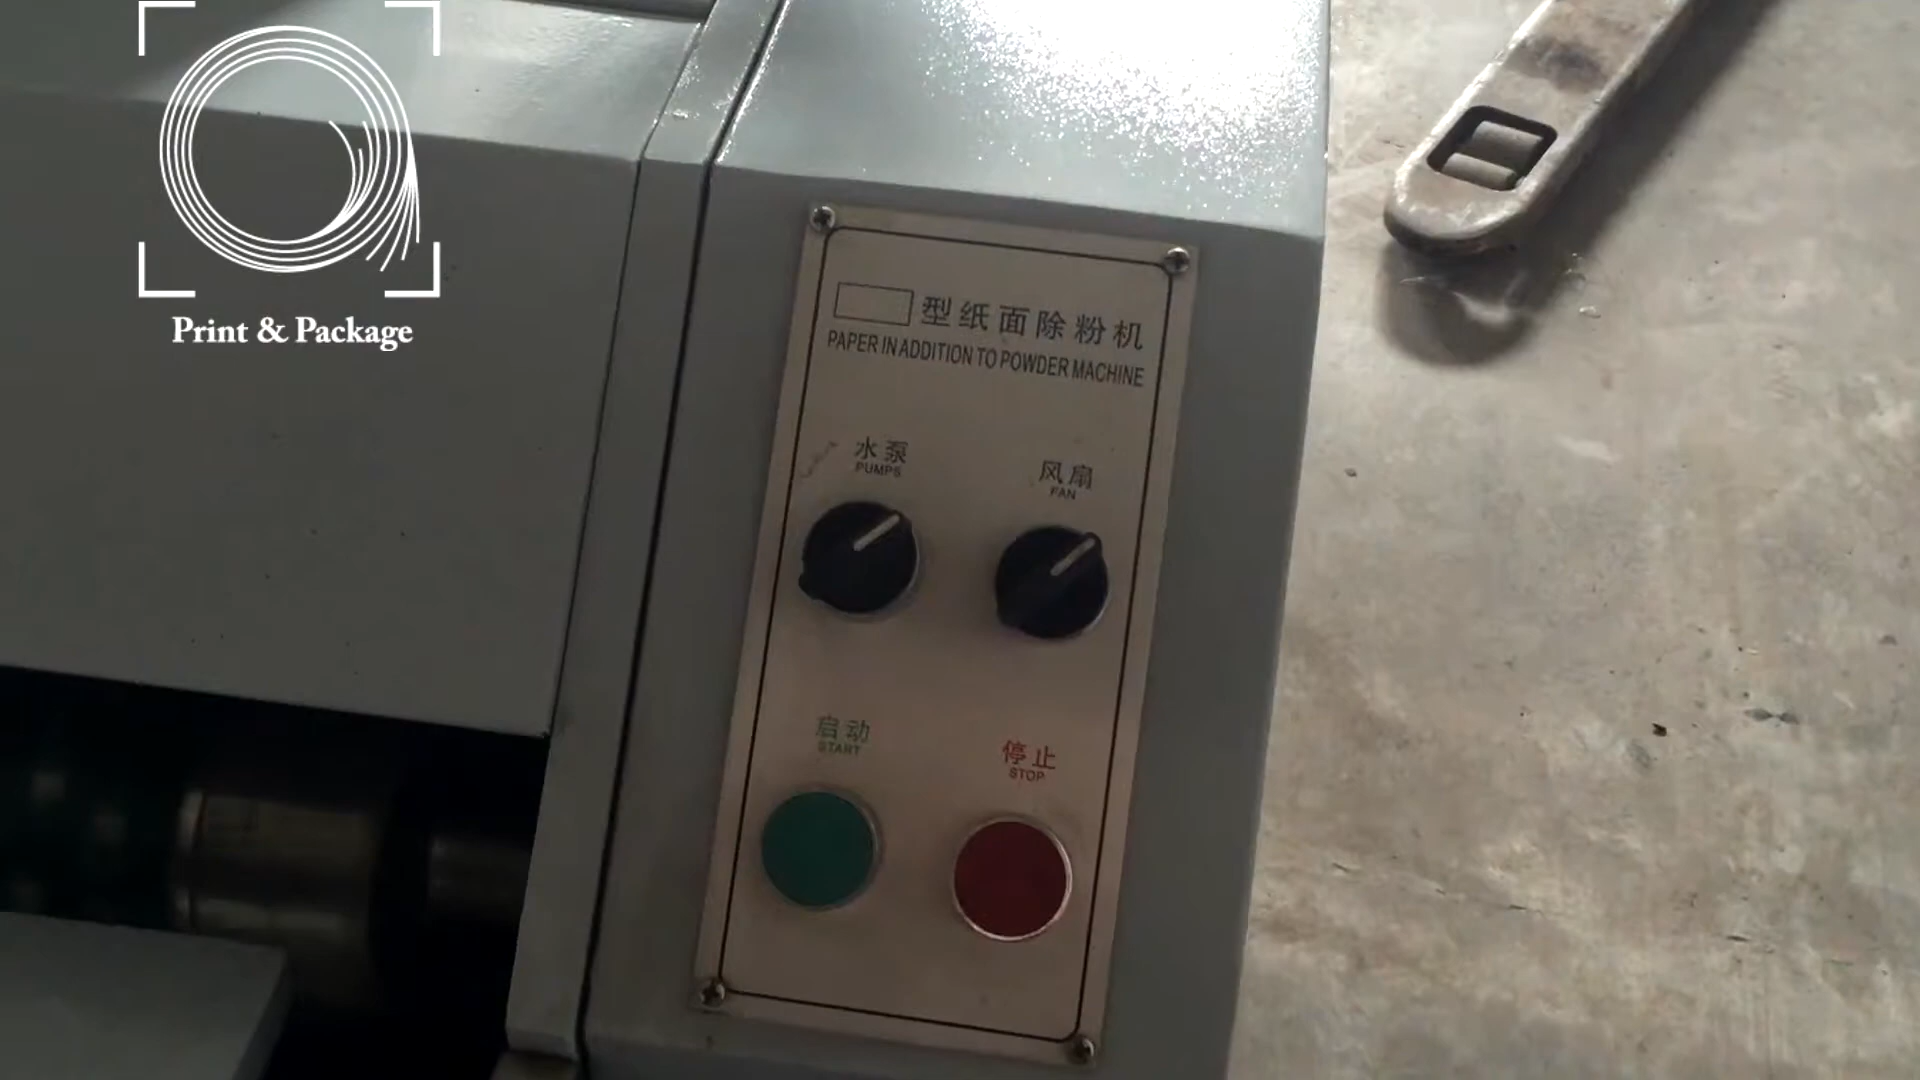 Print & Package
型纸面除粉机
PAPER IN ADDITION TO POWDER MACHINE
水泵
PUMPS
风扇
FAN
启动
START
停止
STOP